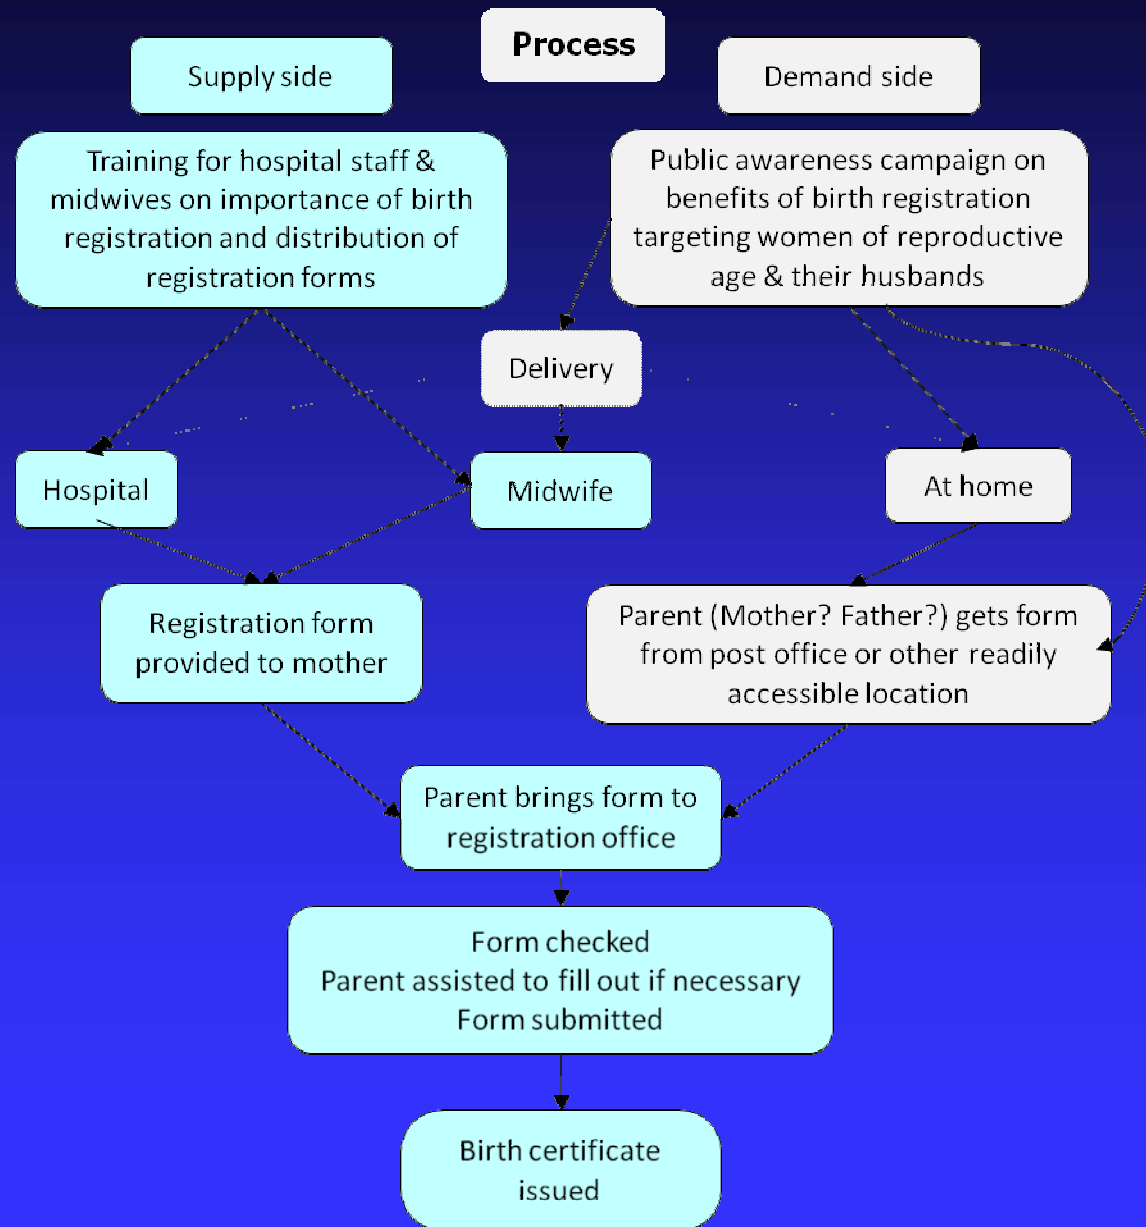 Process
Supply side
Demand side
Training for hospital staff &
midwives on importance of birth
registration and distribution of
registration forms
Public awareness campaign on
benefits of birth registration
targeting women of reproductive
age & their husbands
Delivery
Hospital
Midwife
At home
Registration form
provided to mother
Parent (Mother? Father?) gets form
from post office or other readily
accessible location
Parent brings form to
registration office
Form checked
Parent assisted to fill out if necessary
Form submitted
Birth certificate
issued